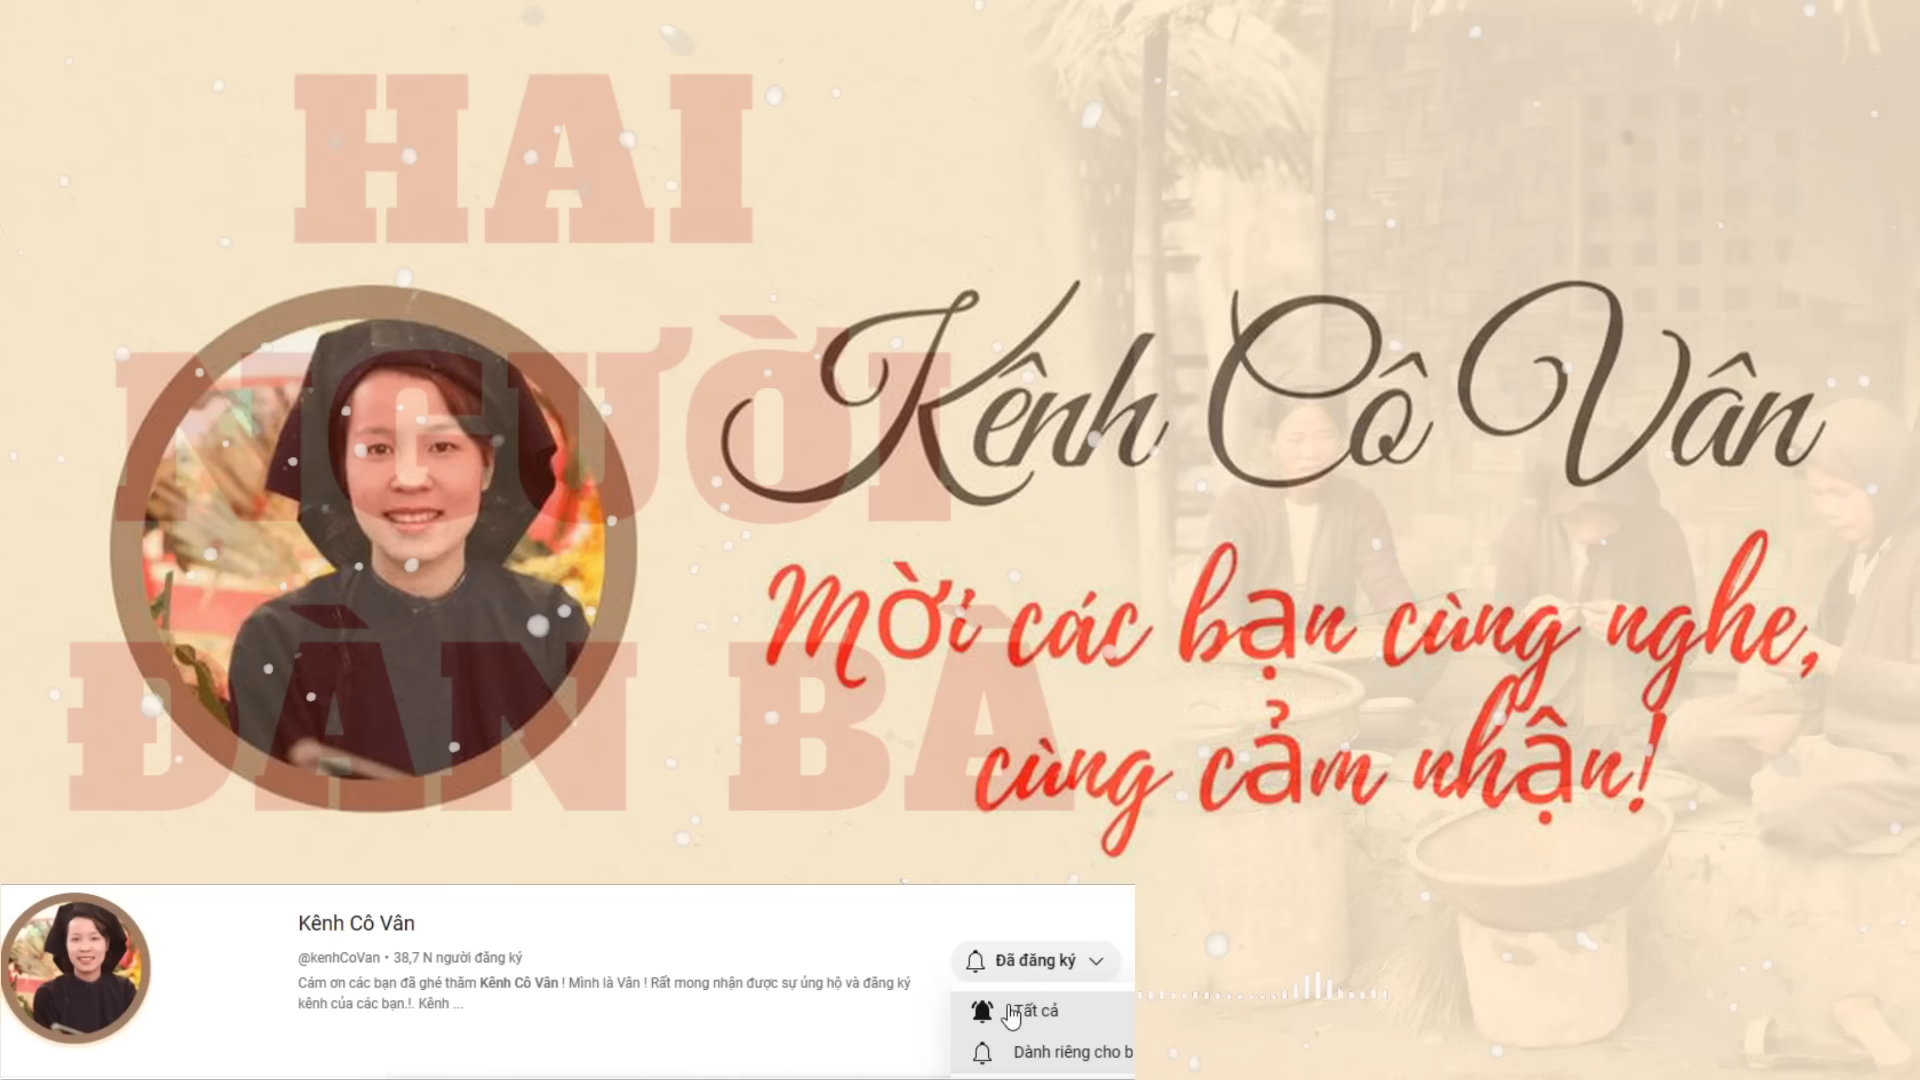 HAI
NGƯỜI
ĐÀN BÀ
Kênh Cô Vân
Mời các bạn cùng nghe,
cùng cảm nhận!
Kênh Cô Vân
@kenhCoVan • 38,7 N người đăng ký
Cám ơn các bạn đã ghé thăm Kênh Cô Vân ! Mình là Vân ! Rất mong nhận được sự ủng hộ và đăng ký
kênh của các bạn.!. Kênh ...
Đã đăng ký
Tất cả
Dành riêng cho b